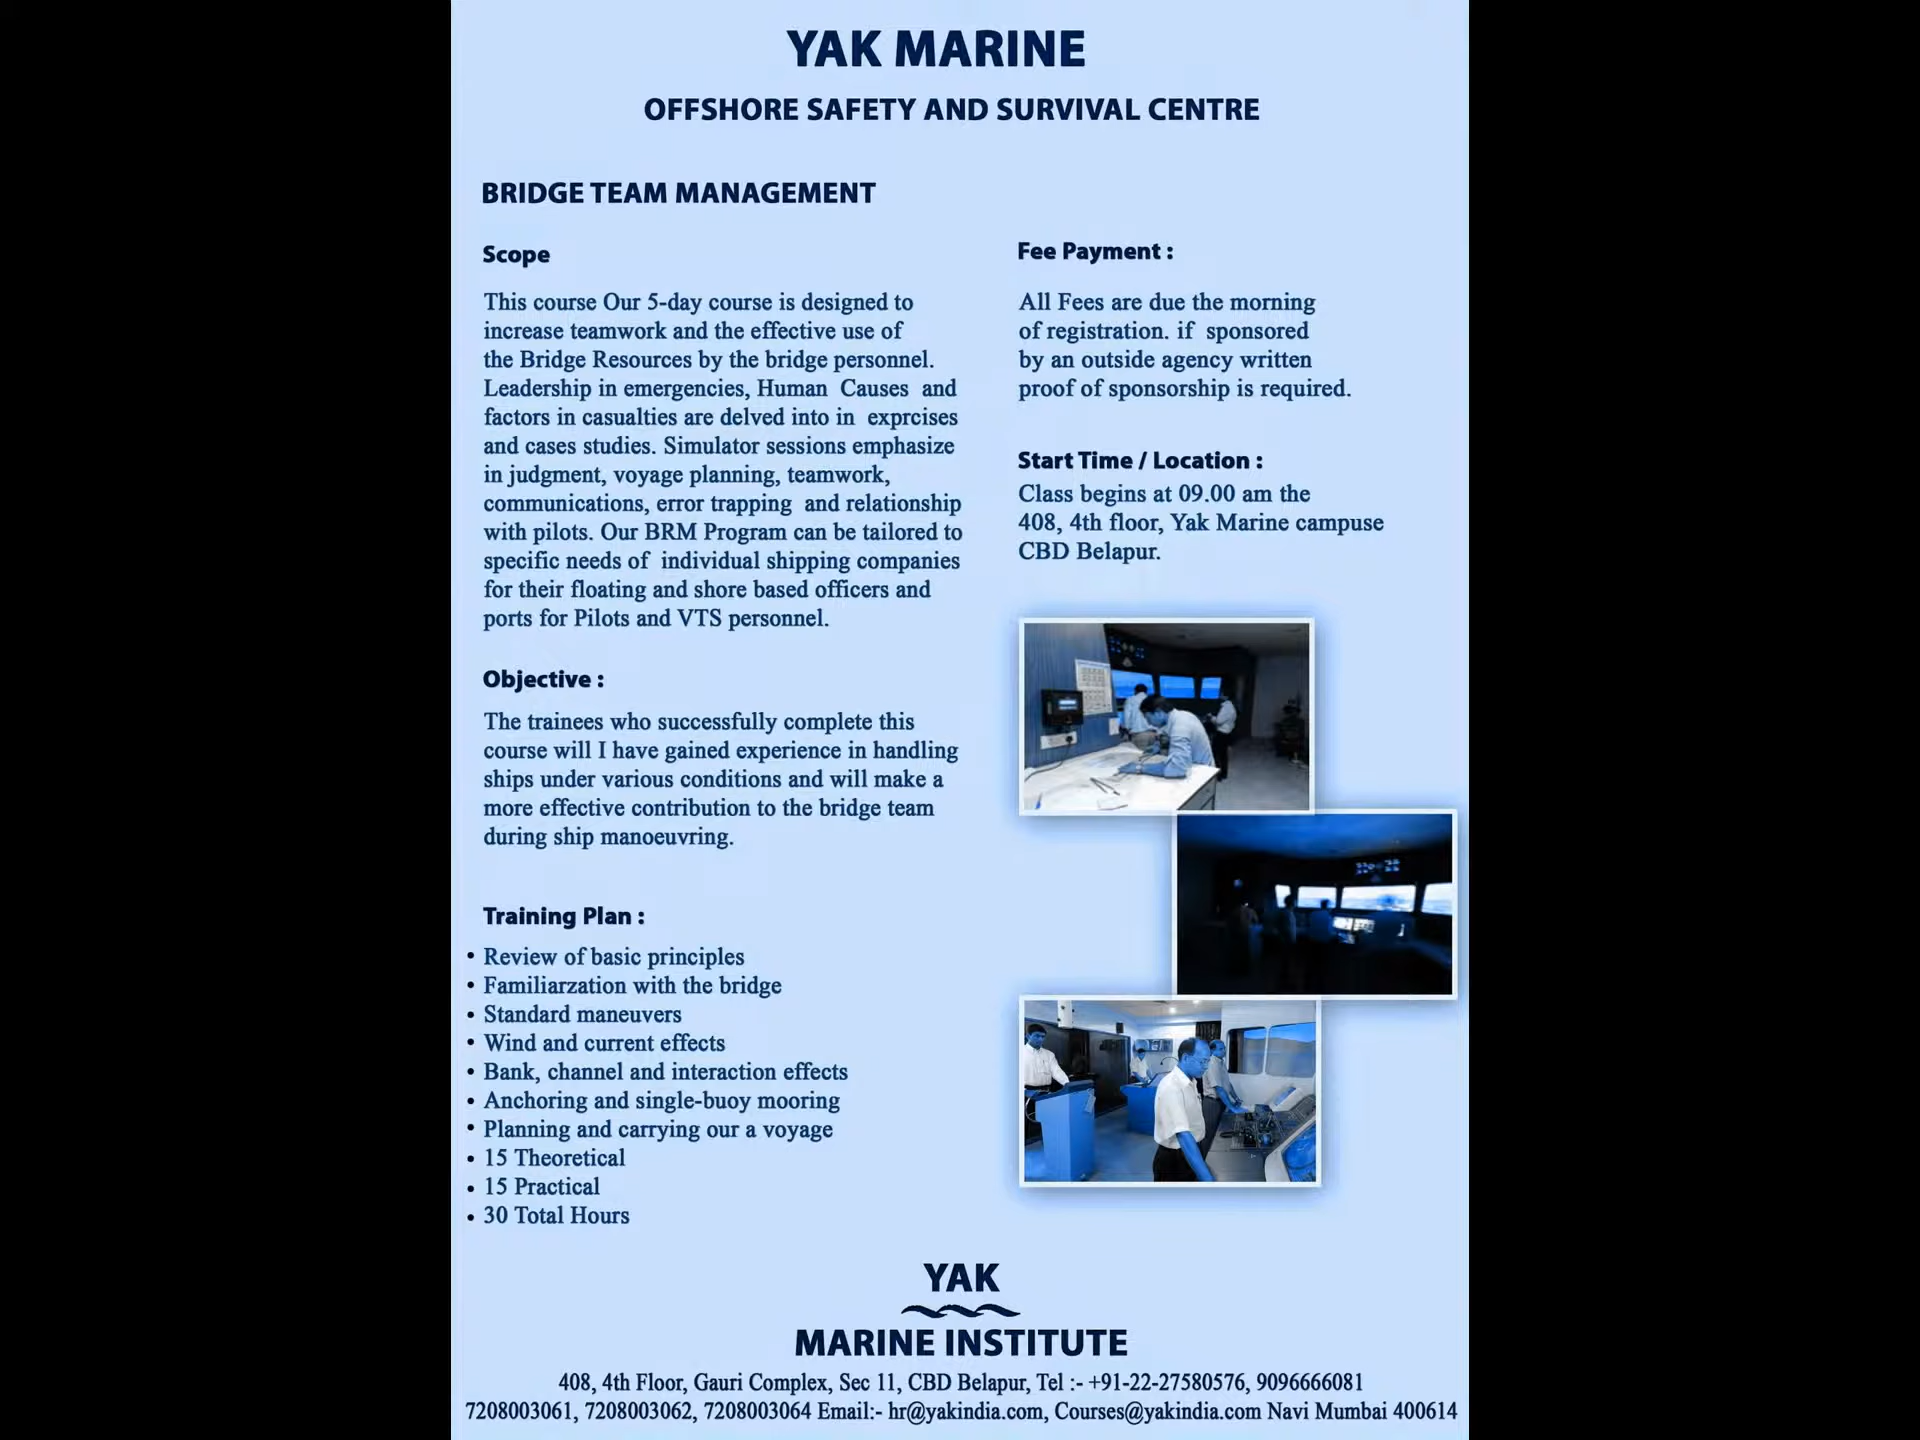 YAK MARINE
OFFSHORE SAFETY AND SURVIVAL CENTRE
BRIDGE TEAM MANAGEMENT
Scope
This course Our 5-day course is designed to
increase teamwork and the effective use of
the Bridge Resources by the bridge personnel.
Leadership in emergencies, Human Causes and
factors in casualties are delved into in exprcises
and cases studies. Simulator sessions emphasize
in judgment, voyage planning, teamwork,
communications, error trapping and relationship
with pilots. Our BRM Program can be tailored to
specific needs of individual shipping companies
for their floating and shore based officers and
ports for Pilots and VTS personnel.
Objective :
The trainees who successfully complete this
course will I have gained experience in handling
ships under various conditions and will make a
more effective contribution to the bridge team
during ship manoeuvring.
Training Plan :
• Review of basic principles
• Familiarzation with the bridge
• Standard maneuvers
• Wind and current effects
• Bank, channel and interaction effects
• Anchoring and single-buoy mooring
• Planning and carrying our a voyage
• 15 Theoretical
• 15 Practical
• 30 Total Hours
Fee Payment :
All Fees are due the morning
of registration. if sponsored
by an outside agency written
proof of sponsorship is required.
Start Time / Location :
Class begins at 09.00 am the
408, 4th floor, Yak Marine campuse
CBD Belapur.
YAK
MARINE INSTITUTE
408, 4th Floor, Gauri Complex, Sec 11, CBD Belapur, Tel :- +91-22-27580576, 9096666081
7208003061, 7208003062, 7208003064 Email:- hr@yakindia.com, Courses@yakindia.com Navi Mumbai 400614